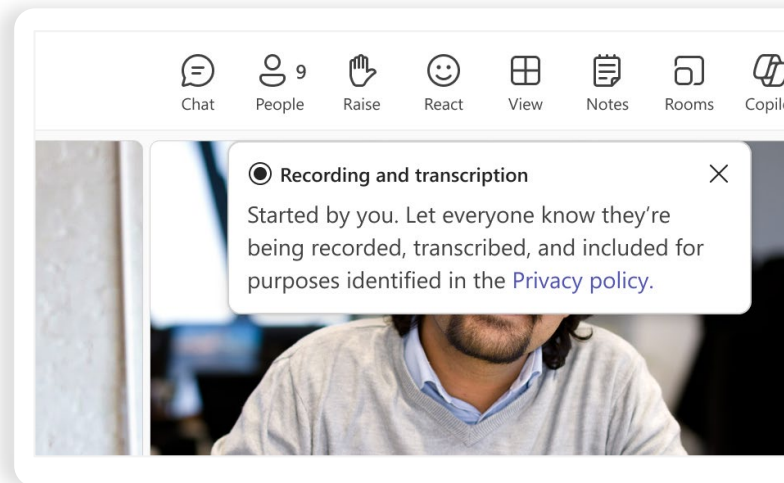 9
Chat People Raise React View Notes Rooms
Recording and transcription
Started by you. Let everyone know they’re
being recorded, transcribed, and included for
purposes identified in the Privacy policy.